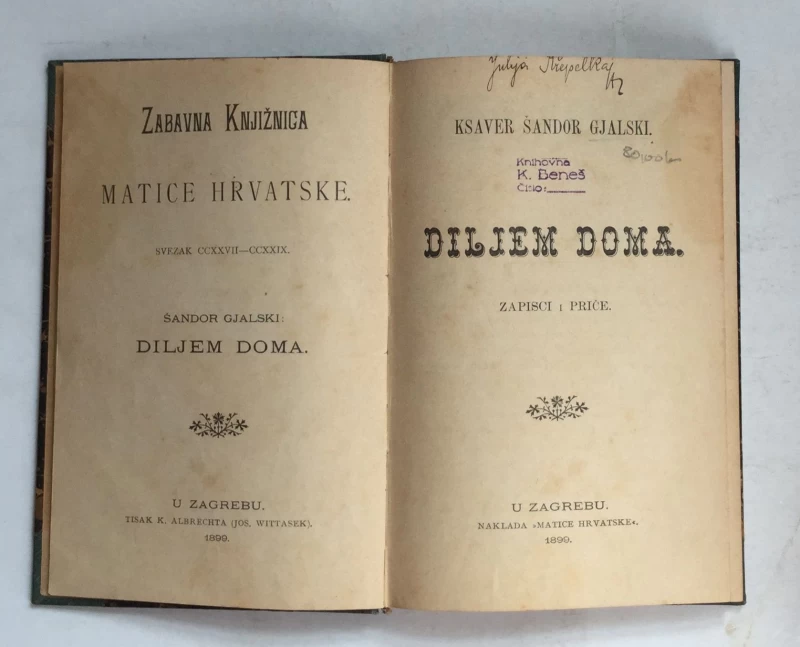 Zabavna Knjižnica
MATICE HRVATSKE.
SVEZAK CCXXVII—CCXXIX.
ŠANDOR GJALSKI:
DILJEM DOMA.
U ZAGREBU.
TISAK K. ALBRECHTA (JOS. WITTASEK).
1899.
KSAVER ŠANDOR GJALSKI.
Knihovna
K. Beneš
Číslo:
DILJEM DOMA.
ZAPISCI I PRIČE.
U ZAGREBU.
NAKLADA »MATICE HRVATSKE«.
1899.